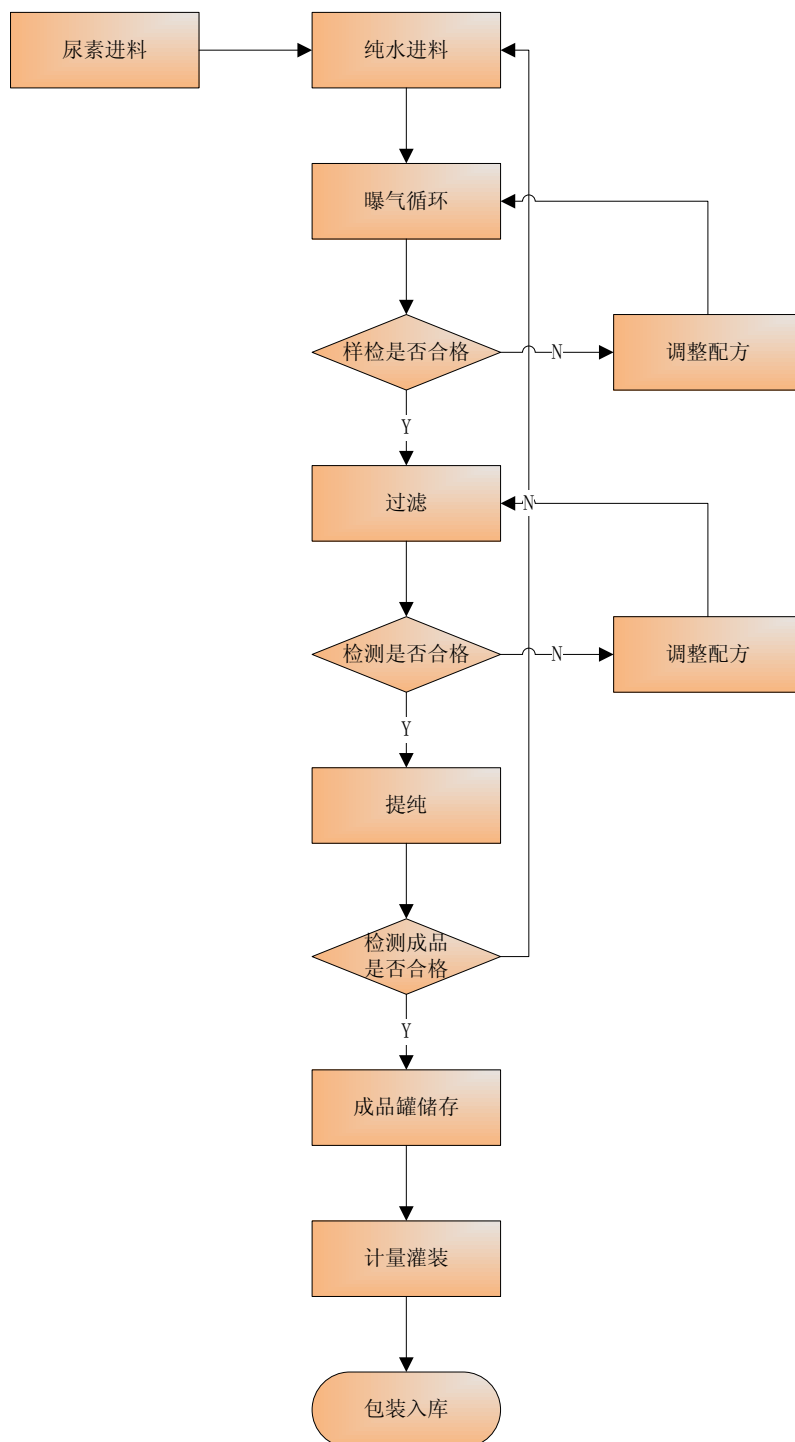 尿素进料
纯水进料
曝气循环
样检是否合格
N
调整配方
Y
过滤
N
检测是否合格
N
调整配方
Y
提纯
检测成品
是否合格
Y
成品罐储存
计量灌装
包装入库